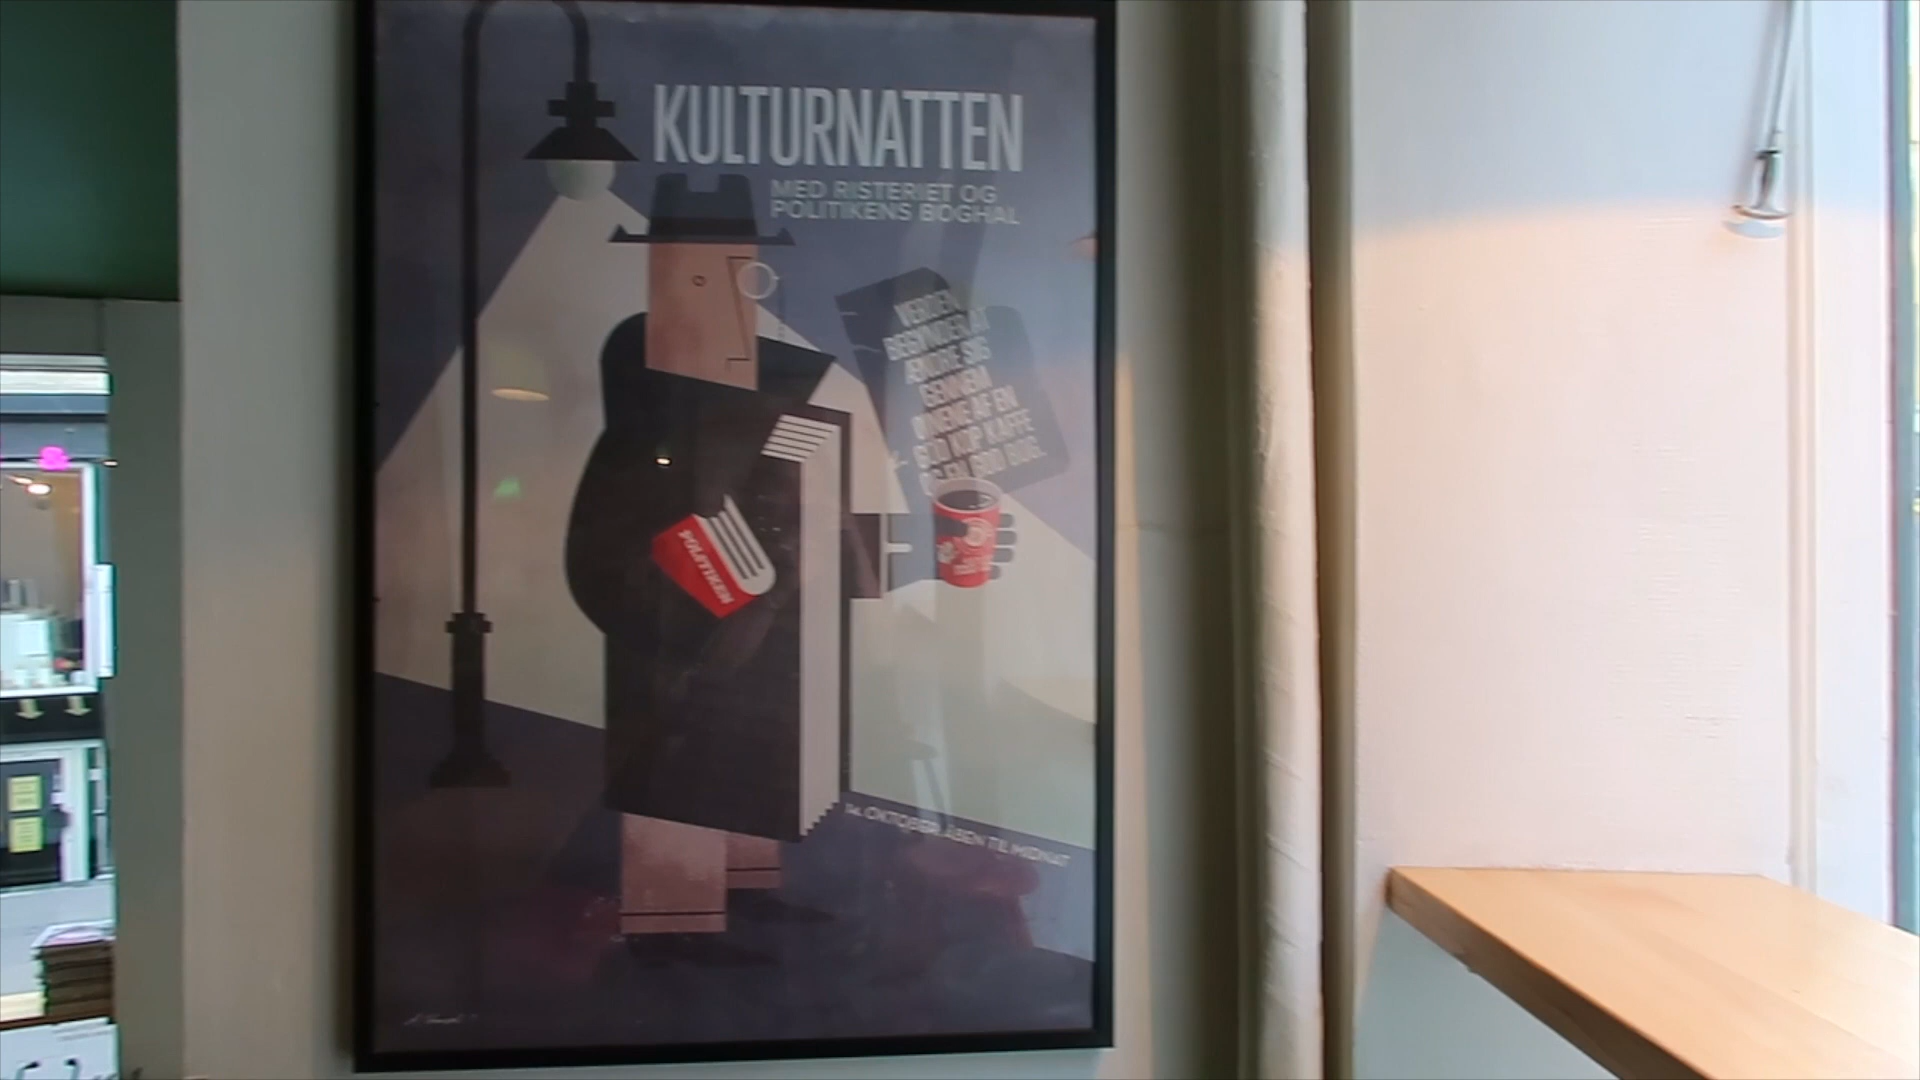 KULTURNATTEN
MED RISTERIET OG
POLITIKENS BOGHAL
VERDEN
BEGYNDER AT
ÆNDRE SIG
GENNEM
ØJNENE AF EN
GOD KOP KAFFE
OG EN GOD BOG.
POLITIKEN
14. OKTOBER ÅBEN TIL MIDNAT